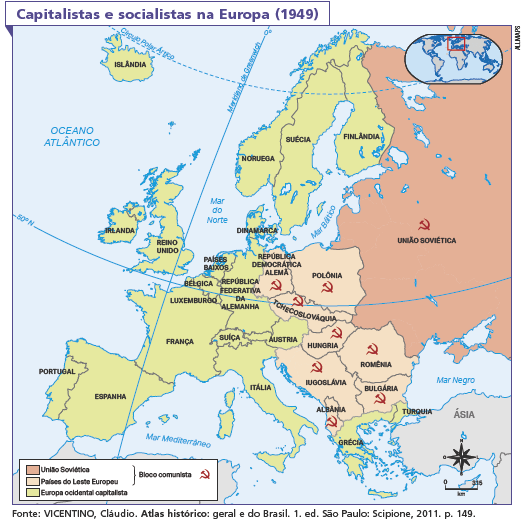 Capitalistas e socialistas na Europa (1949)
ALLMAPS
Círculo Polar Ártico
Meridiano de Greenwich
0°
ISLÂNDIA
OCEANO
ATLÂNTICO
NORUEGA
SUÉCIA
FINLÂNDIA
Mar
do
Norte
Mar Báltico
50° N
IRLANDA
REINO
UNIDO
DINAMARCA
UNIÃO SOVIÉTICA
PAÍSES
BAIXOS
BÉLGICA
LUXEMBURGO
REPÚBLICA
DEMOCRÁTICA
ALEMÃ
POLÔNIA
REPÚBLICA
FEDERATIVA
DA
ALEMANHA
TCHECOSLOVÁQUIA
FRANÇA
SUÍÇA
ÁUSTRIA
HUNGRIA
ROMÊNIA
IUGOSLÁVIA
BULGÁRIA
Mar Negro
PORTUGAL
ESPANHA
ITÁLIA
ALBÂNIA
TURQUIA
ÁSIA
GRÉCIA
Mar Mediterrâneo
N
0 315
km
União Soviética
Países do Leste Europeu
Europa ocidental capitalista
Bloco comunista
Fonte: VICENTINO, Cláudio. Atlas histórico: geral e do Brasil. 1. ed. São Paulo: Scipione, 2011. p. 149.